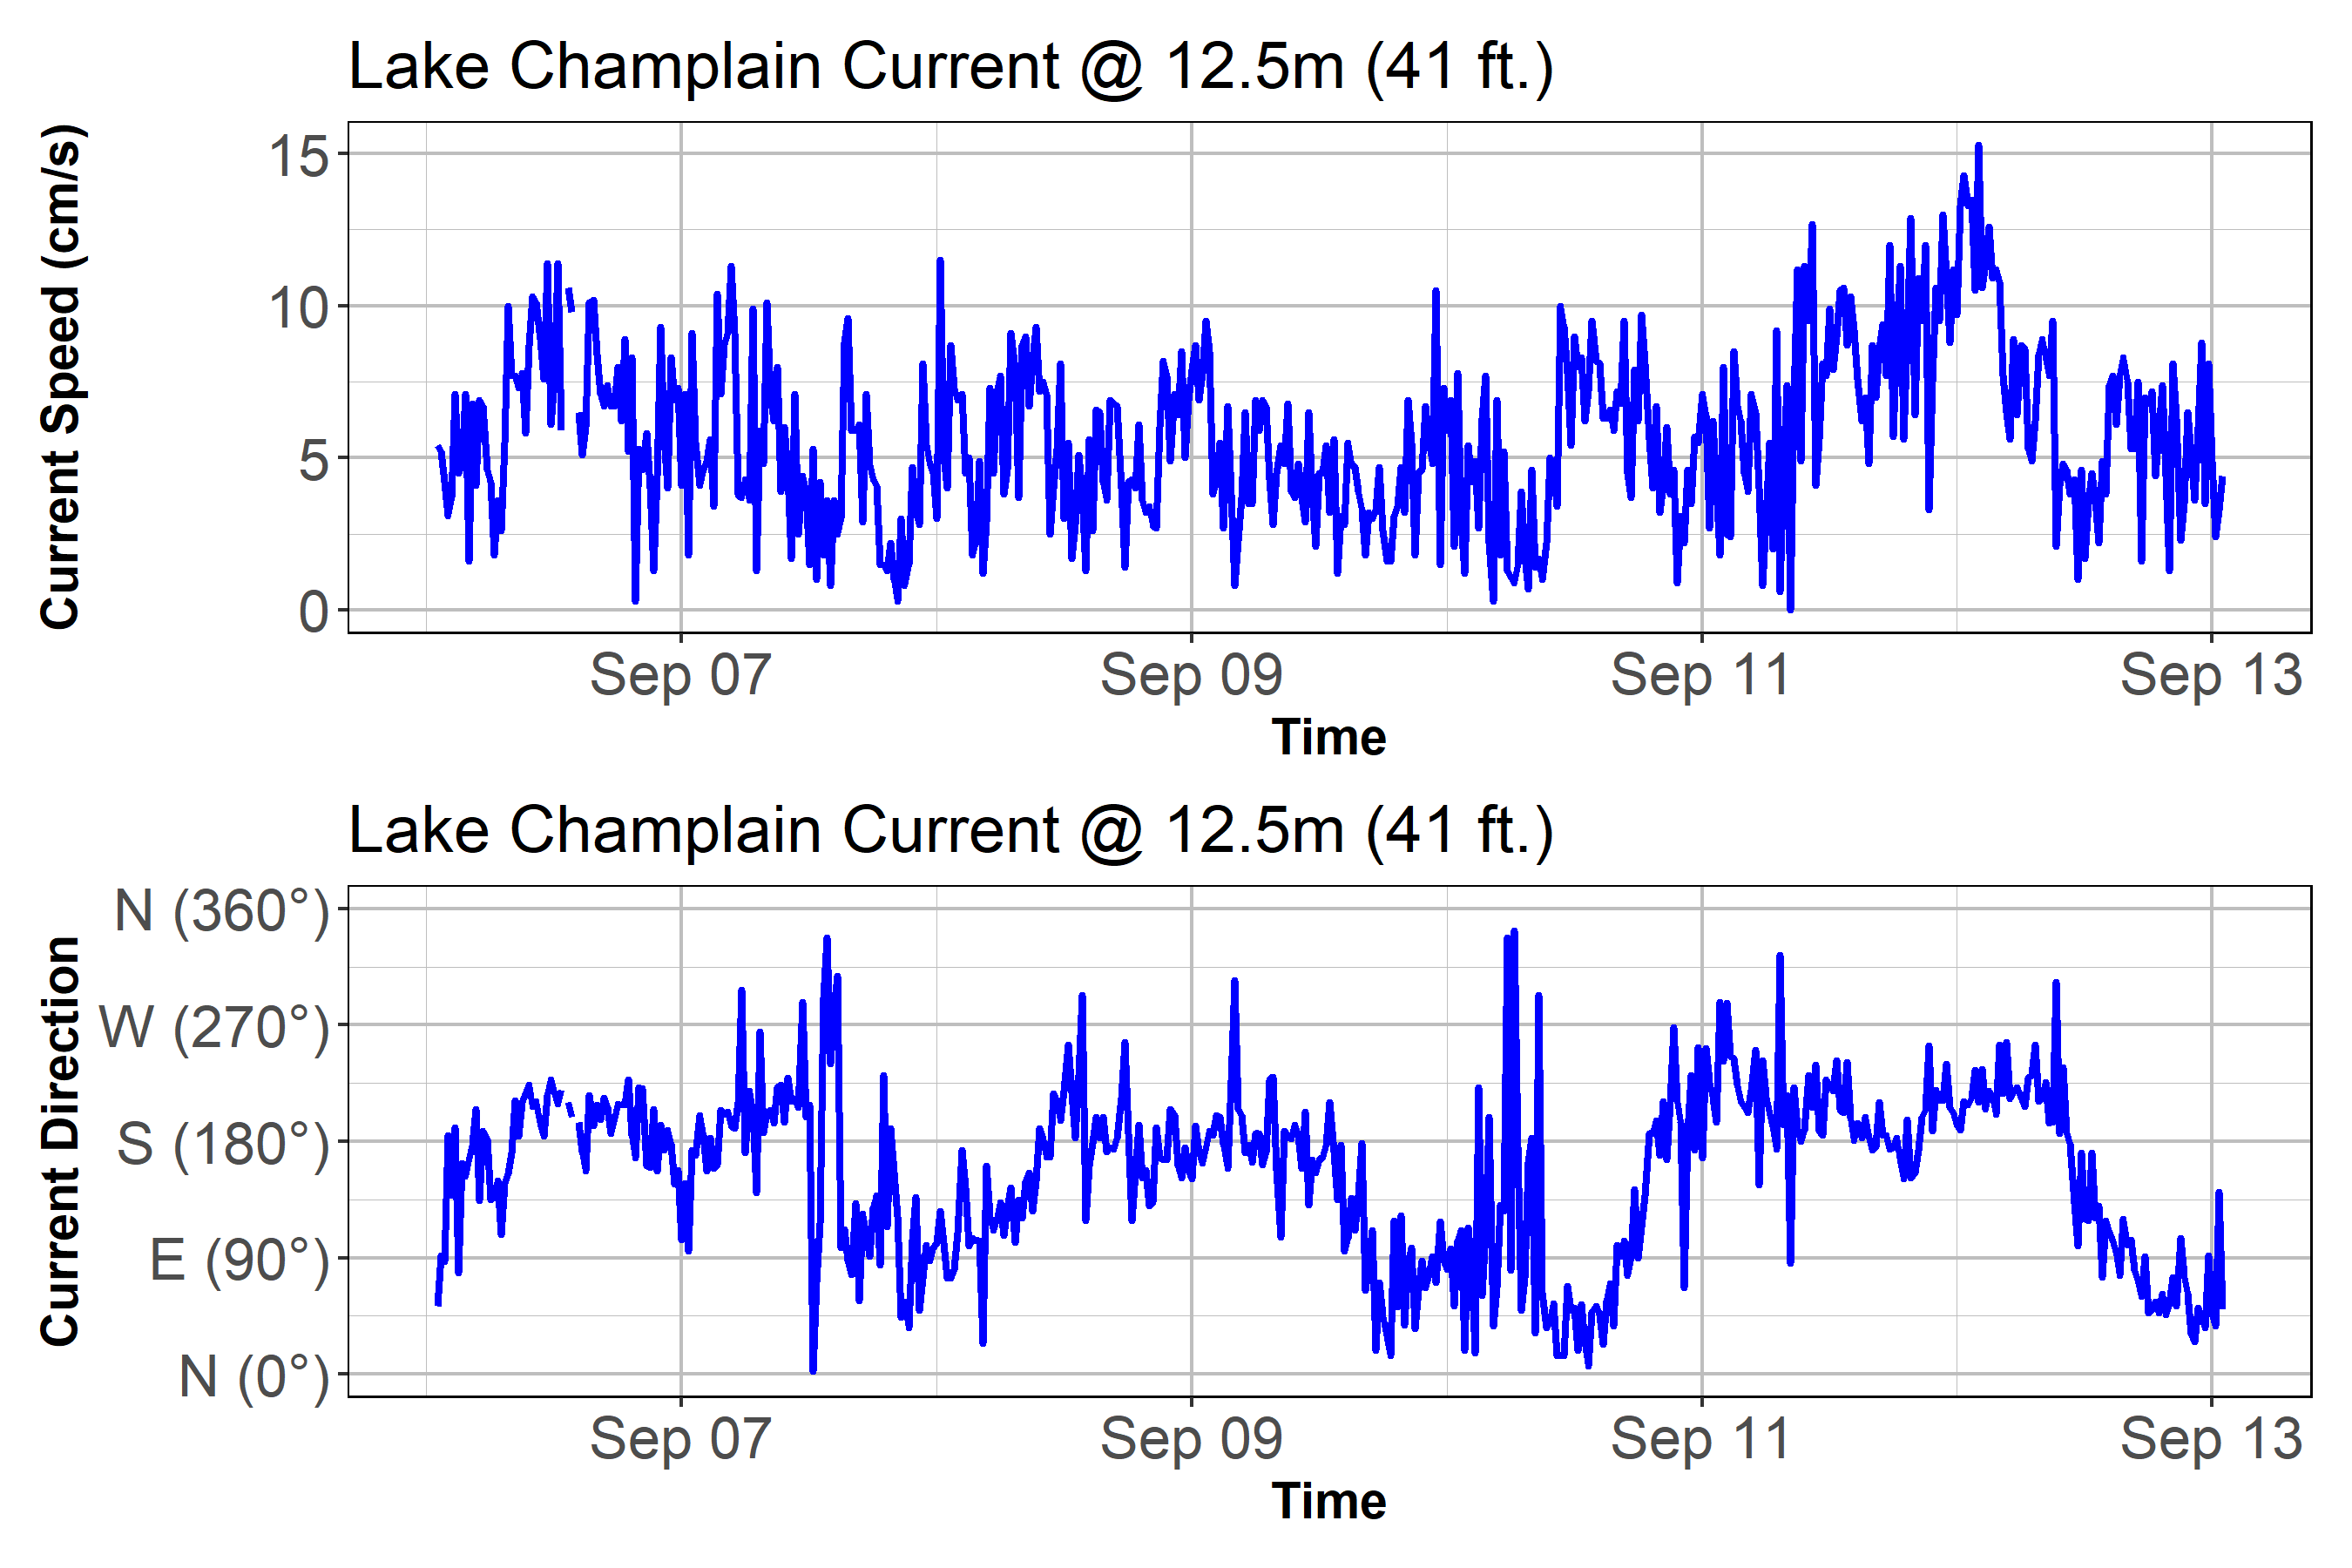 Lake Champlain Current @ 12.5m (41 ft.)
Current Speed (cm/s)
15
10
5
0
Sep 07 Sep 09 Sep 11 Sep 13
Time
Lake Champlain Current @ 12.5m (41 ft.)
Current Direction
N (360°)
W (270°)
S (180°)
E (90°)
N (0°)
Sep 07 Sep 09 Sep 11 Sep 13
Time